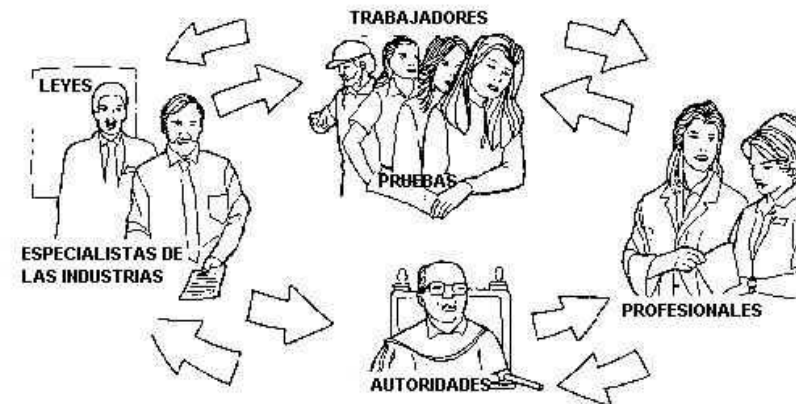 TRABAJADORES
LEYES
PRUEBAS
ESPECIALISTAS DE
LAS INDUSTRIAS
PROFESIONALES
AUTORIDADES